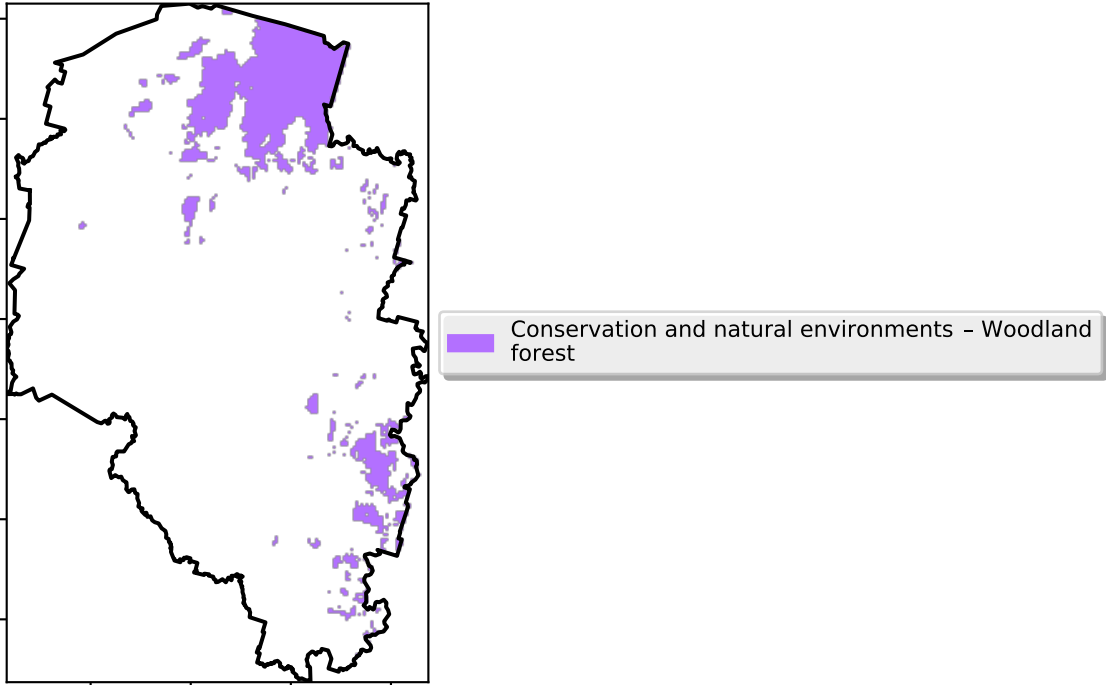 Conservation and natural environments – Woodland
forest